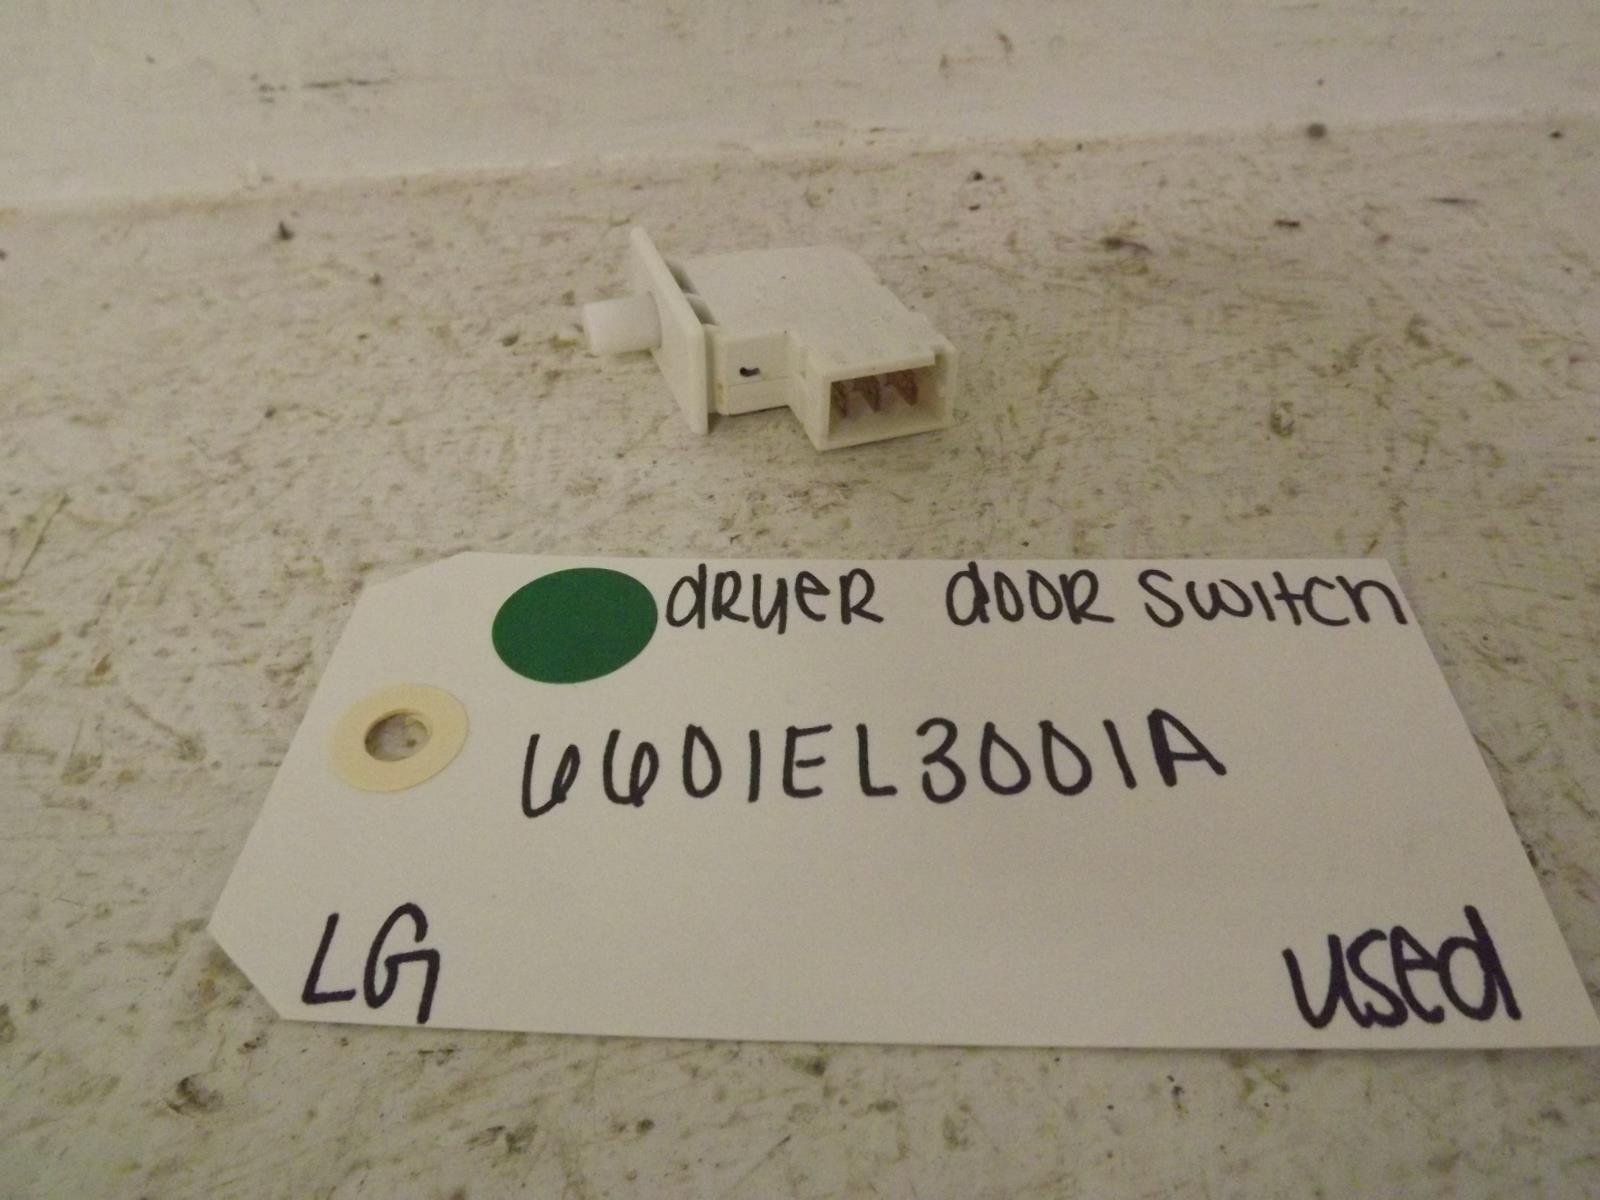 dRyeR dooR switch
6601EL3001A
LG used